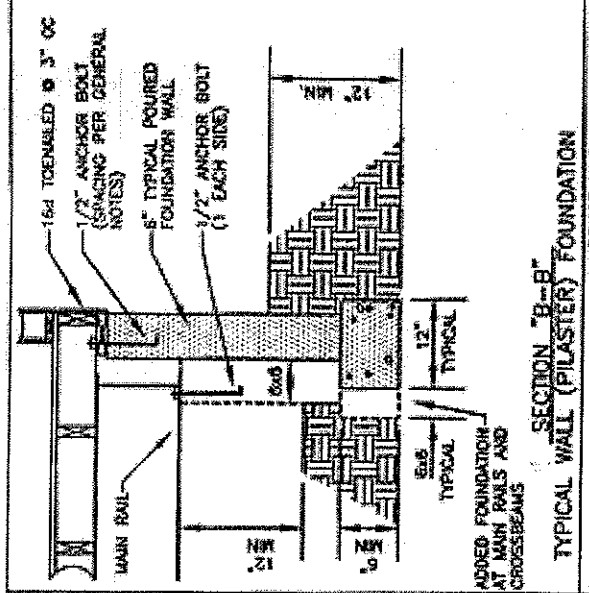 16d TOENAILED @ 3" OC
1/2" ANCHOR BOLT
(SPACING PER GENERAL
NOTES)
6" TYPICAL POURED
FOUNDATION WALL
1/2" ANCHOR BOLT
(1 EACH SIDE)
MAIN RAIL
12" MIN.
12"
MIN
6x6
MIN
6x6
TYPICAL
12"
TYPICAL
ADDED FOUNDATION
AT MAIN RAILS AND
CROSSBEAMS
SECTION "B-B"
TYPICAL WALL (PILASTER) FOUNDATION